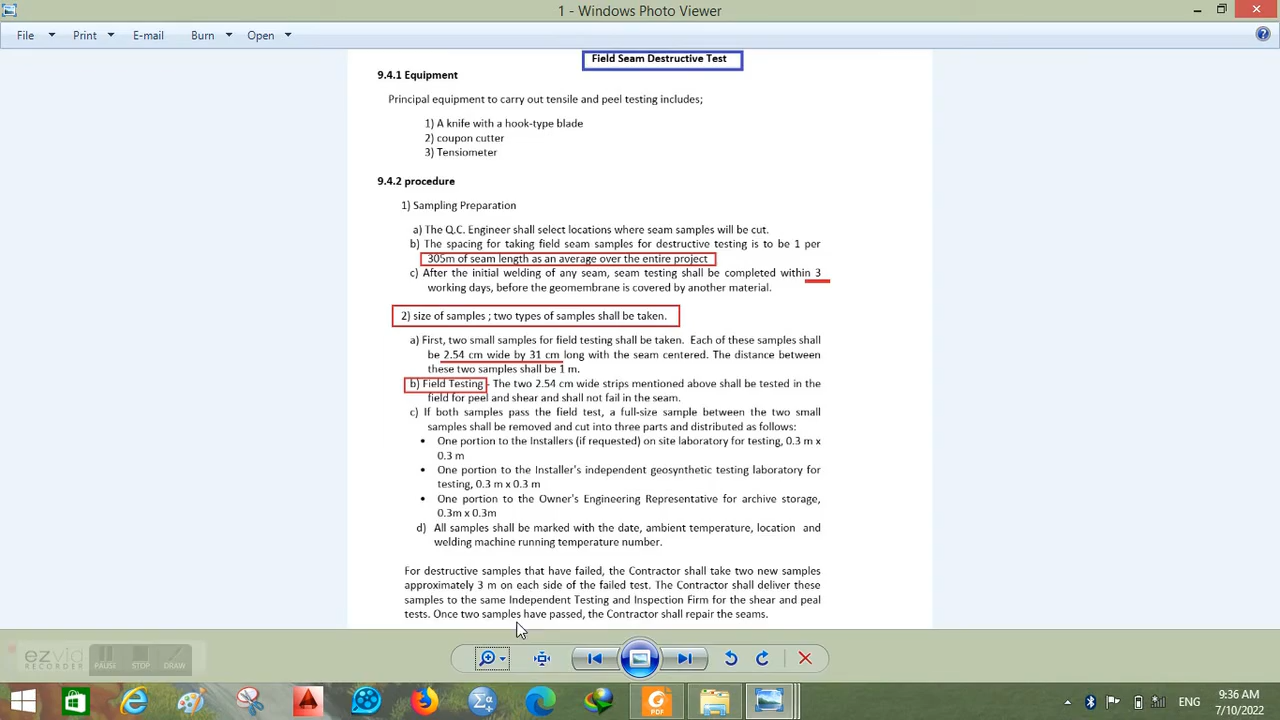 1 - Windows Photo Viewer
File
Print
E-mail
Burn
Open
Field Seam Destructive Test
9.4.1 Equipment
Principal equipment to carry out tensile and peel testing includes;
1) A knife with a hook-type blade
2) coupon cutter
3) Tensiometer
9.4.2 procedure
1) Sampling Preparation
a) The Q.C. Engineer shall select locations where seam samples will be cut.
b) The spacing for taking field seam samples for destructive testing is to be 1 per
305m of seam length as an average over the entire project
c) After the initial welding of any seam, seam testing shall be completed within 3
working days, before the geomembrane is covered by another material.
2) size of samples ; two types of samples shall be taken.
a) First, two small samples for field testing shall be taken. Each of these samples shall
be 2.54 cm wide by 31 cm long with the seam centered. The distance between
these two samples shall be 1 m.
b) Field Testing - The two 2.54 cm wide strips mentioned above shall be tested in the
field for peel and shear and shall not fail in the seam.
c) If both samples pass the field test, a full-size sample between the two small
samples shall be removed and cut into three parts and distributed as follows:
• One portion to the Installers (if requested) on site laboratory for testing, 0.3 m x
0.3 m
• One portion to the Installer's independent geosynthetic testing laboratory for
testing, 0.3 m x 0.3 m
• One portion to the Owner's Engineering Representative for archive storage,
0.3m x 0.3m
d) All samples shall be marked with the date, ambient temperature, location and
welding machine running temperature number.
For destructive samples that have failed, the Contractor shall take two new samples
approximately 3 m on each side of the failed test. The Contractor shall deliver these
samples to the same Independent Testing and Inspection Firm for the shear and peal
tests. Once two samples have passed, the Contractor shall repair the seams.
ezvid
RECORDER
PAUSE
STOP
DRAW
PDF
ENG
9:36 AM
7/10/2022